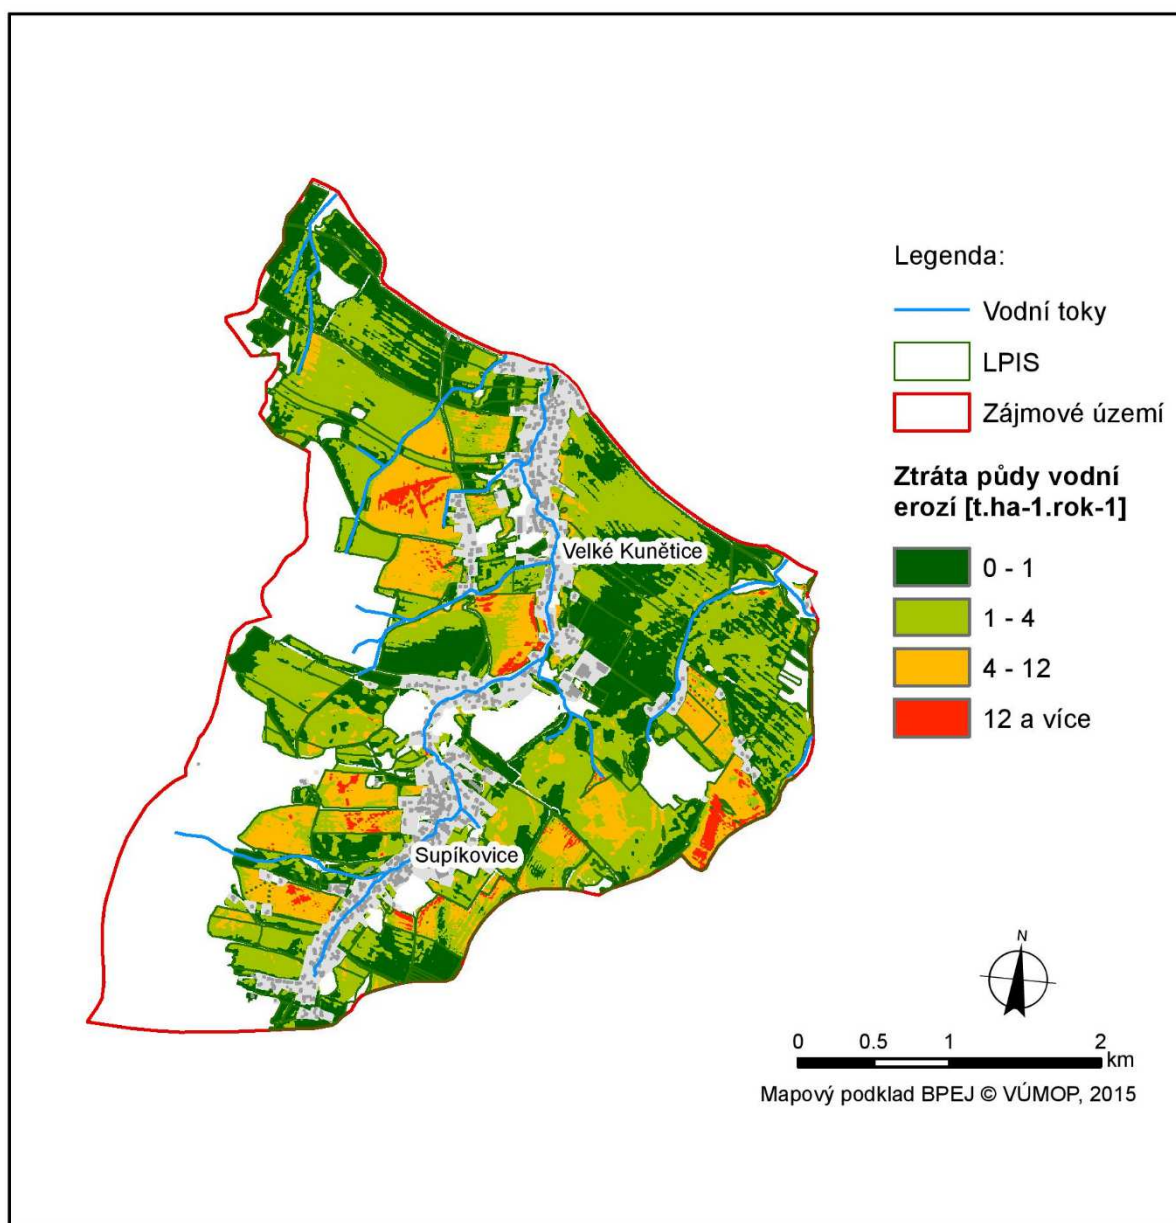 Legenda:
Vodní toky
LPIS
Zájmové území
Ztráta půdy vodní
erozí [t.ha-1.rok-1]
0 - 1
1 - 4
4 - 12
12 a více
Velké Kunětice
Supíkovice
N
0 0.5 1 2
km
Mapový podklad BPEJ © VÚMOP, 2015